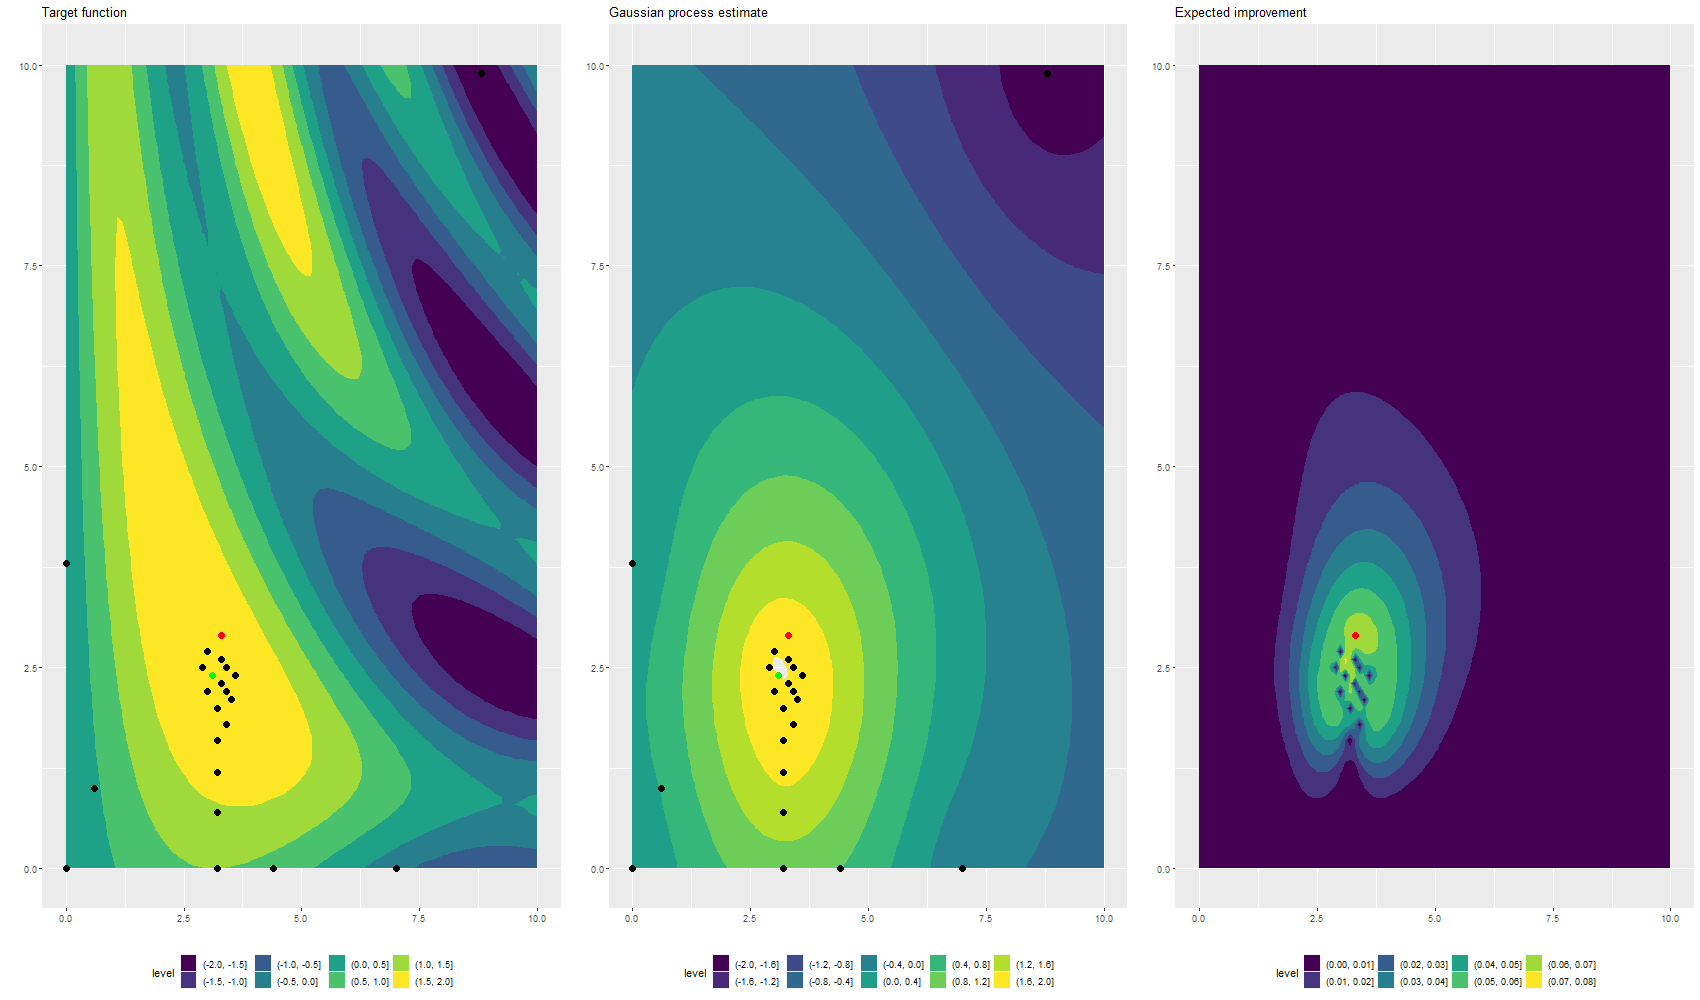 Target function
Gaussian process estimate
Expected improvement
10.0
7.5
5.0
2.5
0.0
0.0 2.5 5.0 7.5 10.0
10.0
7.5
5.0
2.5
0.0
0.0 2.5 5.0 7.5 10.0
10.0
7.5
5.0
2.5
0.0
0.0 2.5 5.0 7.5 10.0
level
(-2.0, -1.5] (-1.0, -0.5] (0.0, 0.5] (1.0, 1.5]
(-1.5, -1.0] (-0.5, 0.0] (0.5, 1.0] (1.5, 2.0]
level
(-2.0, -1.6] (-1.2, -0.8] (-0.4, 0.0] (0.4, 0.8] (1.2, 1.6]
(-1.6, -1.2] (-0.8, -0.4] (0.0, 0.4] (0.8, 1.2] (1.6, 2.0]
level
(0.00, 0.01] (0.02, 0.03] (0.04, 0.05] (0.06, 0.07]
(0.01, 0.02] (0.03, 0.04] (0.05, 0.06] (0.07, 0.08]